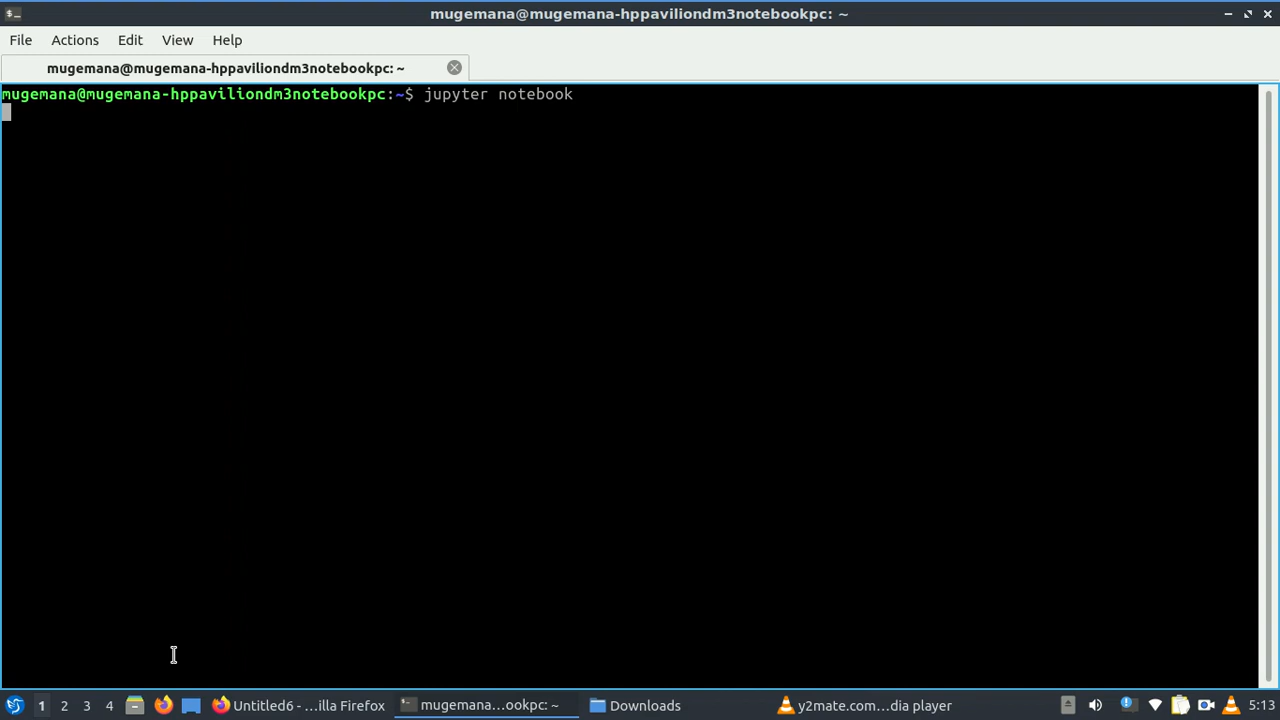 mugemana@mugemana-hppaviliondm3notebookpc: ~
File Actions Edit View Help
mugemana@mugemana-hppaviliondm3notebookpc: ~
mugemana@mugemana-hppaviliondm3notebookpc:~$ jupyter notebook
1 2 3 4 Untitled6 - ...illa Firefox mugemana...ookpc: ~ Downloads y2mate.com...dia player 5:13